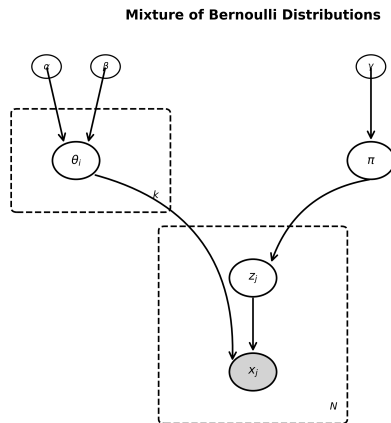 Mixture of Bernoulli Distributions
α
β
γ
θᵢ
π
k
zⱼ
xⱼ
N